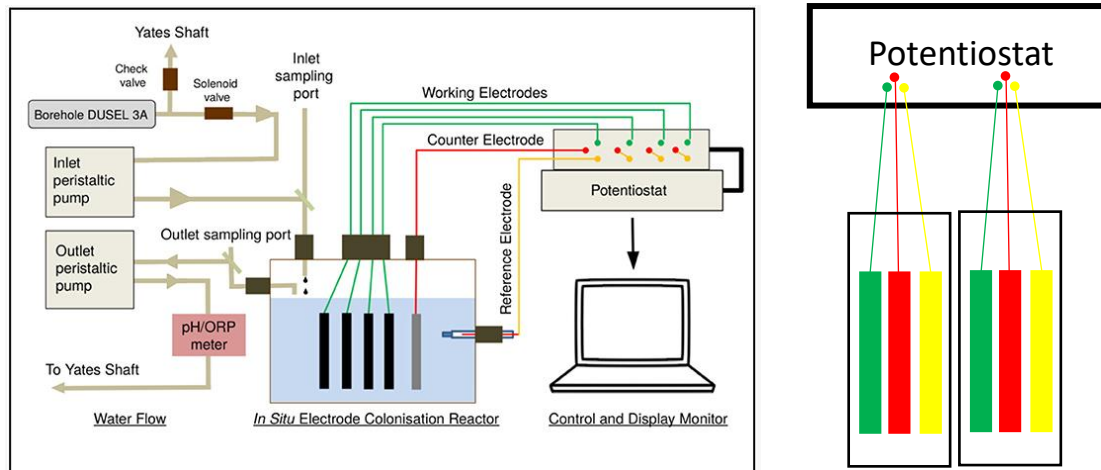 Yates Shaft
Check
valve
Solenoid
valve
Borehole DUSEL 3A
Inlet
sampling
port
Inlet
peristaltic
pump
Outlet sampling port
Outlet
peristaltic
pump
pH/ORP
meter
To Yates Shaft
Water Flow
Working Electrodes
Counter Electrode
Reference Electrode
Potentiostat
In Situ Electrode Colonisation Reactor
Control and Display Monitor
Potentiostat